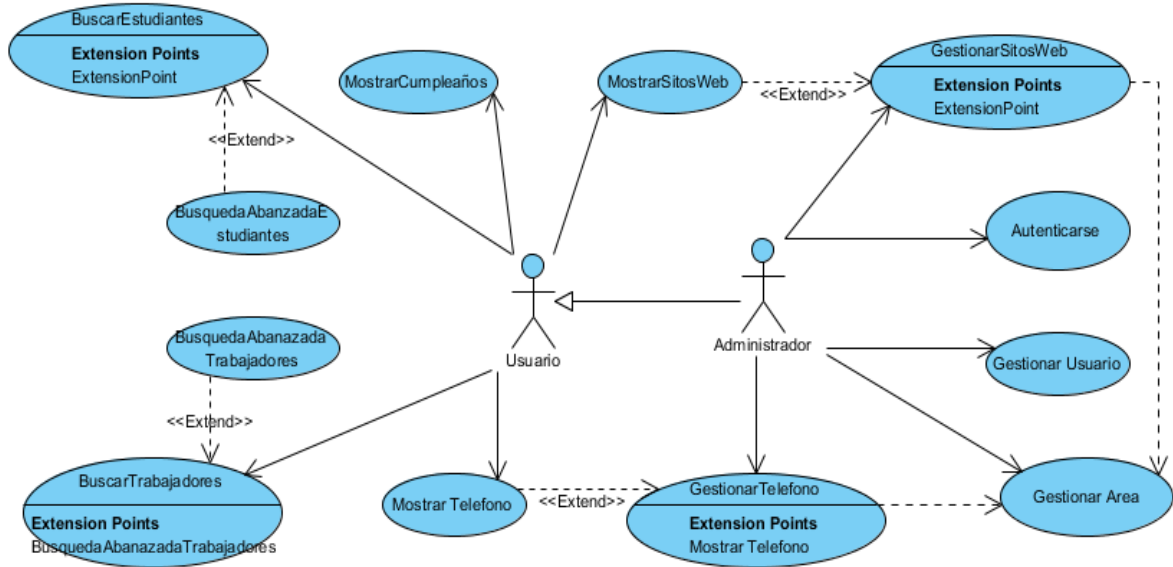 BuscarEstudiantes
Extension Points
ExtensionPoint
MostrarCumpleaños
MostrarSitosWeb
<<Extend>>
GestionarSitosWeb
Extension Points
ExtensionPoint
<<Extend>>
BusquedaAbanzadaE
studiantes
Autenticarse
BusquedaAbanazada
Trabajadores
Usuario
Administrador
Gestionar Usuario
<<Extend>>
BuscarTrabajadores
Extension Points
BusquedaAbanazadaTrabajadores
Mostrar Telefono
<<Extend>>
GestionarTelefono
Extension Points
Mostrar Telefono
Gestionar Area